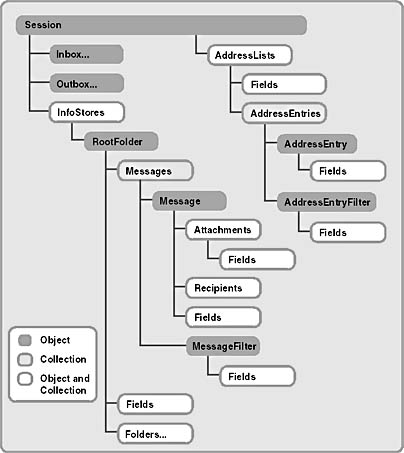 Session
Inbox...
AddressLists
Outbox...
Fields
InfoStores
AddressEntries
RootFolder
AddressEntry
Messages
Fields
Message
AddressEntryFilter
Attachments
Fields
Fields
Recipients
Fields
Object
MessageFilter
Collection
Fields
Object and
Collection
Fields
Folders...